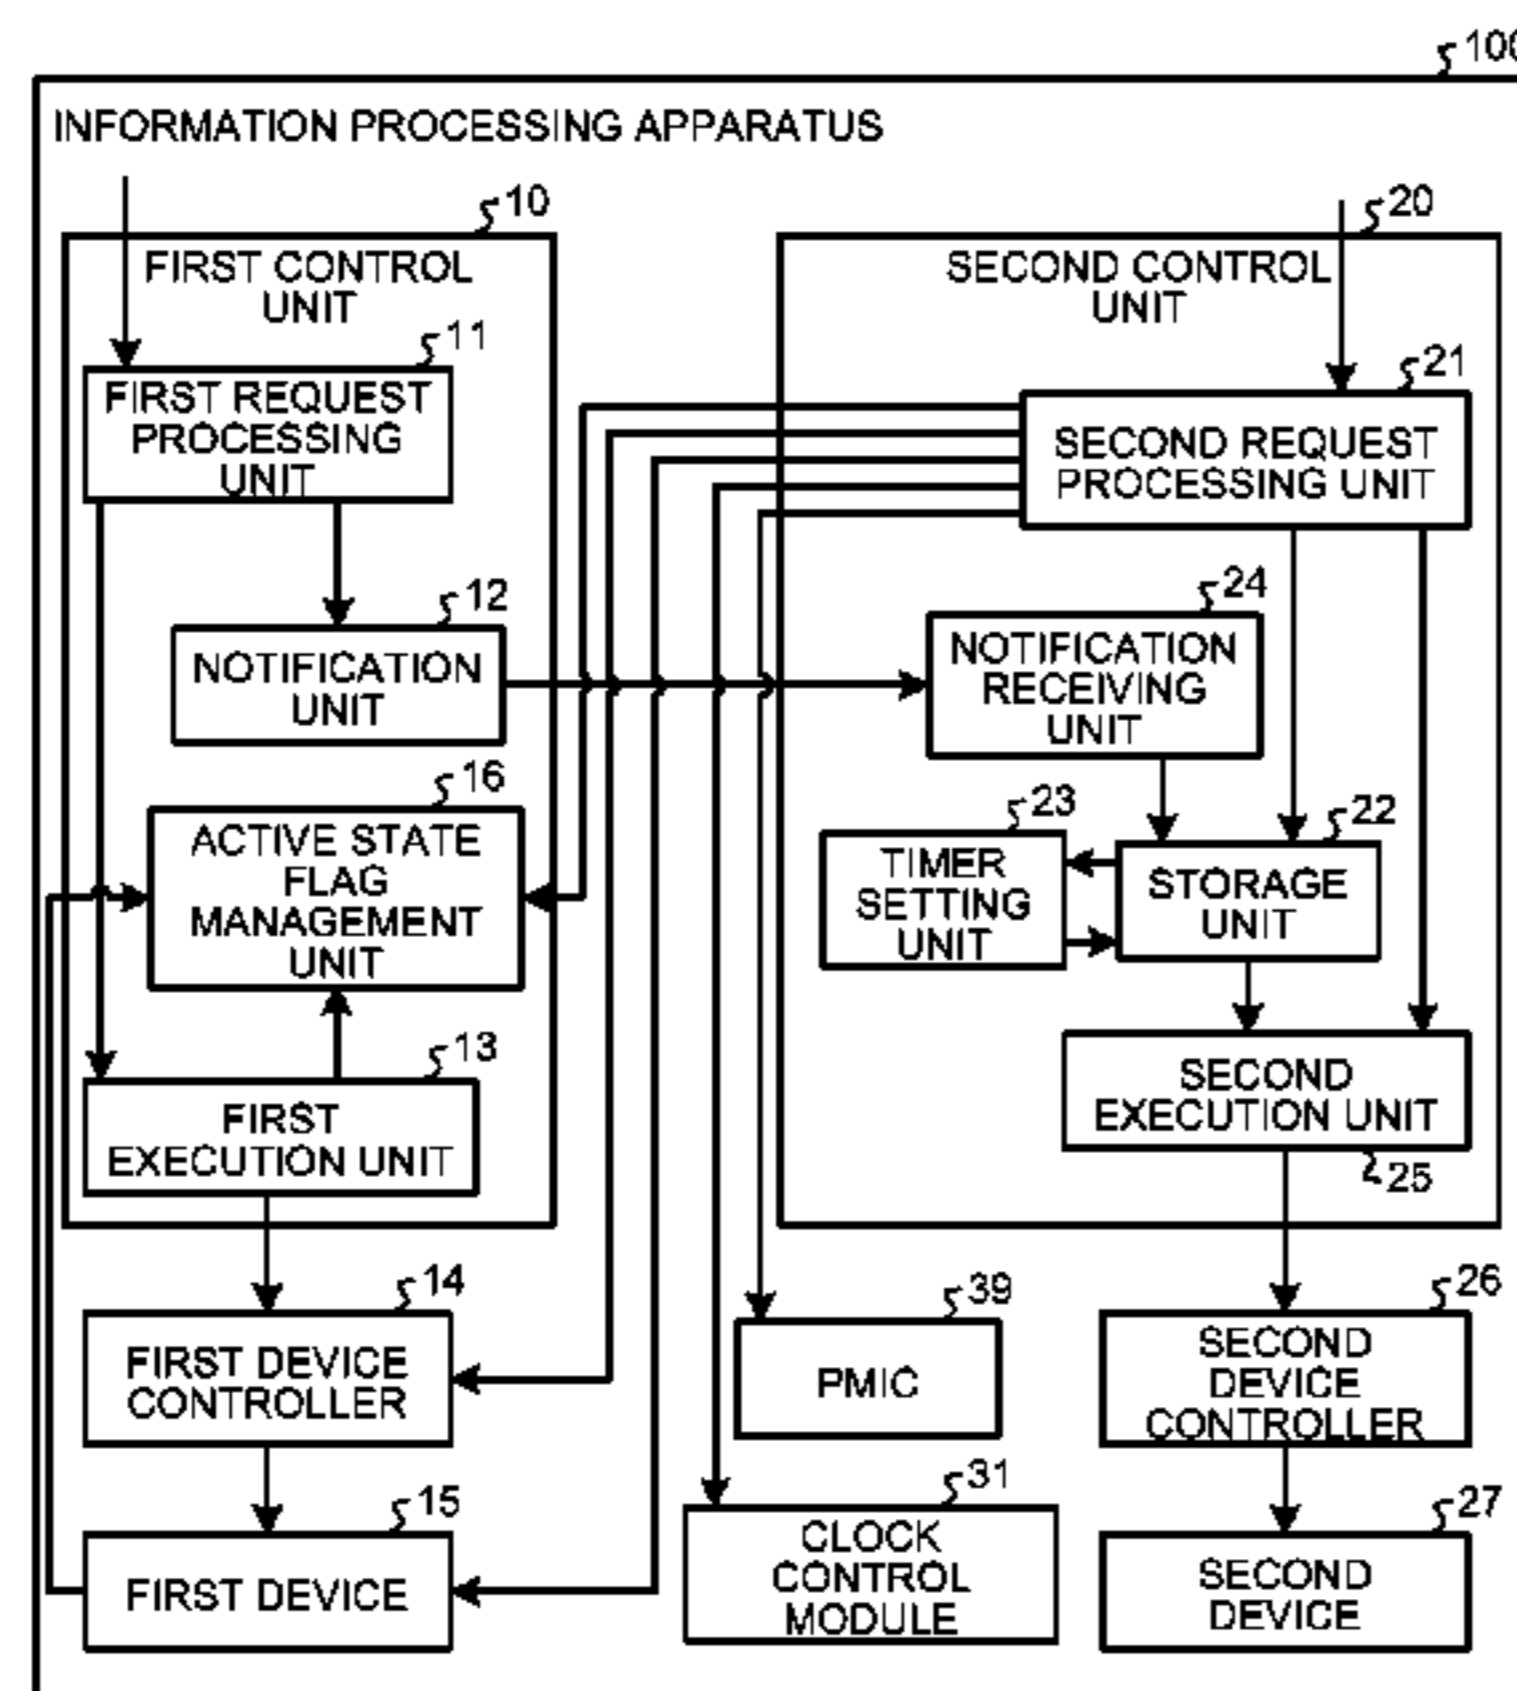 100
INFORMATION PROCESSING APPARATUS
10
FIRST CONTROL
UNIT
11
FIRST REQUEST
PROCESSING
UNIT
12
NOTIFICATION
UNIT
16
ACTIVE STATE
FLAG
MANAGEMENT
UNIT
13
FIRST
EXECUTION UNIT
14
FIRST DEVICE
CONTROLLER
15
FIRST DEVICE
20
SECOND CONTROL
UNIT
21
SECOND REQUEST
PROCESSING UNIT
24
NOTIFICATION
RECEIVING
UNIT
23
TIMER
SETTING
UNIT
22
STORAGE
UNIT
SECOND
EXECUTION UNIT
25
39
PMIC
31
CLOCK
CONTROL
MODULE
26
SECOND
DEVICE
CONTROLLER
27
SECOND
DEVICE